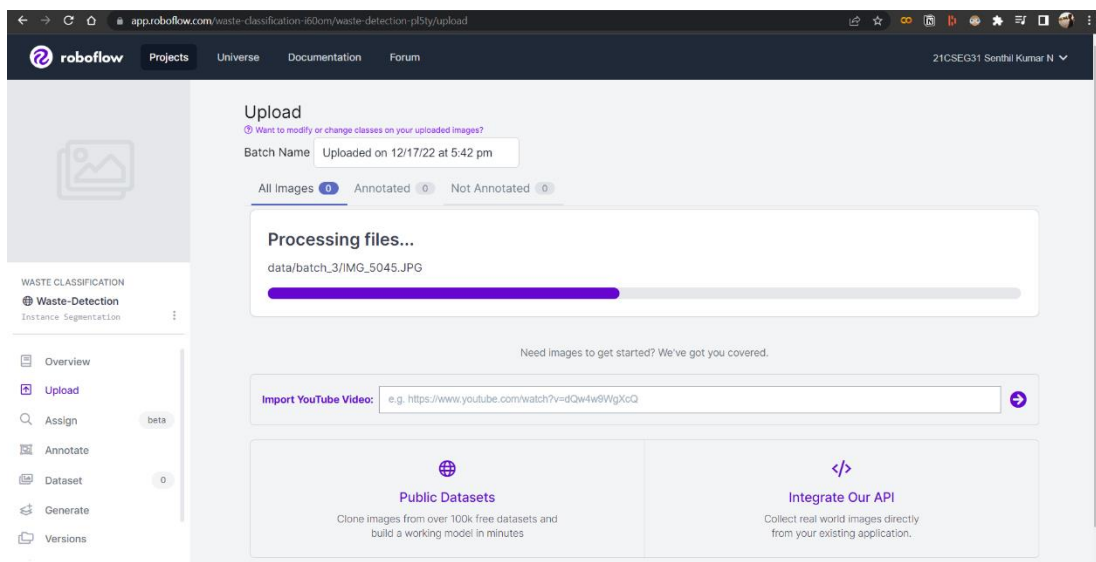 app.roboflow.com/waste-classification-i60om/waste-detection-pl5ty/upload
roboflow Projects Universe Documentation Forum 21CSEG31 Senthil Kumar N
Upload
Want to modify or change classes on your uploaded images?
Batch Name Uploaded on 12/17/22 at 5:42 pm
All Images 0 Annotated 0 Not Annotated 0
Processing files...
data/batch_3/IMG_5045.JPG
WASTE CLASSIFICATION
Waste-Detection
Instance Segmentation
Overview
Upload
Assign beta
Annotate
Dataset 0
Generate
Versions
Need images to get started? We've got you covered.
Import YouTube Video: e.g. https://www.youtube.com/watch?v=dQw4w9WgXcQ
</>
Public Datasets Integrate Our API
Clone images from over 100k free datasets and Collect real world images directly
build a working model in minutes from your existing application.